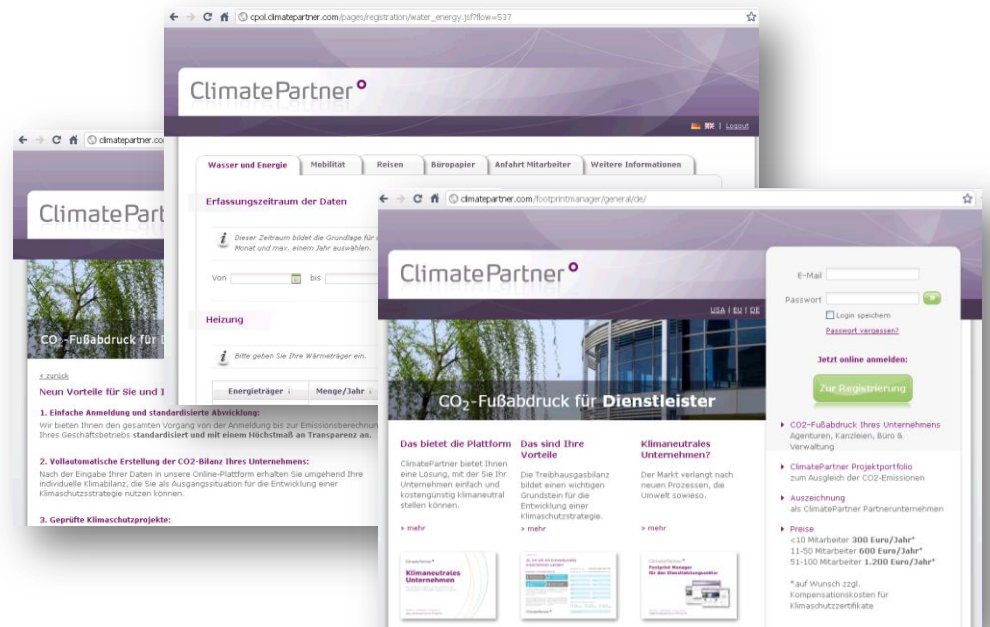 cpol.climatepartner.com/pages/registration/water_energy.jsf?flow=537
ClimatePartner°
| Logout
Wasser und Energie
Mobilität
Reisen
Büropapier
Anfahrt Mitarbeiter
Weitere Informationen
Erfassungszeitraum der Daten
Dieser Zeitraum bildet die Grundlage für
Monat und max. einem Jahr auswählen.
Von
bis
Heizung
Bitte geben Sie Ihre Wärmeträger ein.
Energieträger
Menge/Jahr
climatepartner.co
ClimatePart
CO₂-Fußabdruck für D
« zurück
Neun Vorteile für Sie und I
1. Einfache Anmeldung und standardisierte Abwicklung:
Wir bieten Ihnen den gesamten Vorgang von der Anmeldung bis zur Emissionsberechnun
Ihres Geschäftsbetriebs standardisiert und mit einem Höchstmaß an Transparenz an.
2. Vollautomatische Erstellung der CO2-Bilanz Ihres Unternehmens:
Nach der Eingabe Ihrer Daten in unsere Online-Plattform erhalten Sie umgehend Ihre
individuelle Klimabilanz, die Sie als Ausgangssituation für die Entwicklung einer
Klimaschutzstrategie nutzen können.
3. Geprüfte Klimaschutzprojekte:
climatepartner.com/footprintmanager/general/de/
ClimatePartner°
USA | EU | DE
CO₂-Fußabdruck für Dienstleister
Das bietet die Plattform
ClimatePartner bietet Ihnen
eine Lösung, mit der Sie Ihr
Unternehmen einfach und
kostengünstig klimaneutral
stellen können.
» mehr
Das sind Ihre
Vorteile
Die Treibhausgasbilanz
bildet einen wichtigen
Grundstein für die
Entwicklung einer
Klimaschutzstrategie.
» mehr
Klimaneutrales
Unternehmen?
Der Markt verlangt nach
neuen Prozessen, die
Umwelt sowieso.
» mehr
ClimatePartner°
Klimaneutrales
Unternehmen
ClimatePartner°
ClimatePartner°
Footprint Manager
für den Dienstleistungssektor
E-Mail
Passwort
Login speichern
Passwort vergessen?
Jetzt online anmelden:
Zur Registrierung
CO2-Fußabdruck Ihres Unternehmens
Agenturen, Kanzleien, Büro &
Verwaltung
ClimatePartner Projektportfolio
zum Ausgleich der CO2-Emissionen
Auszeichnung
als ClimatePartner Partnerunternehmen
Preise
<10 Mitarbeiter 300 Euro/Jahr*
11-50 Mitarbeiter 600 Euro/Jahr*
51-100 Mitarbeiter 1.200 Euro/Jahr*
*auf Wunsch zzgl.
Kompensationskosten für
Klimaschutzzertifikate